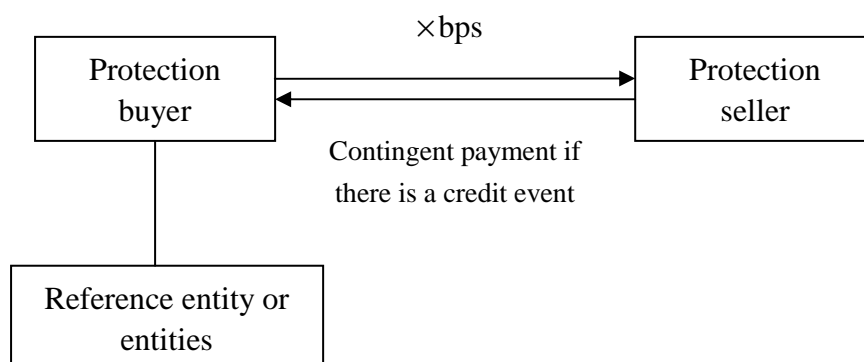 ×bps
Protection
buyer
Protection
seller
Contingent payment if
there is a credit event
Reference entity or
entities